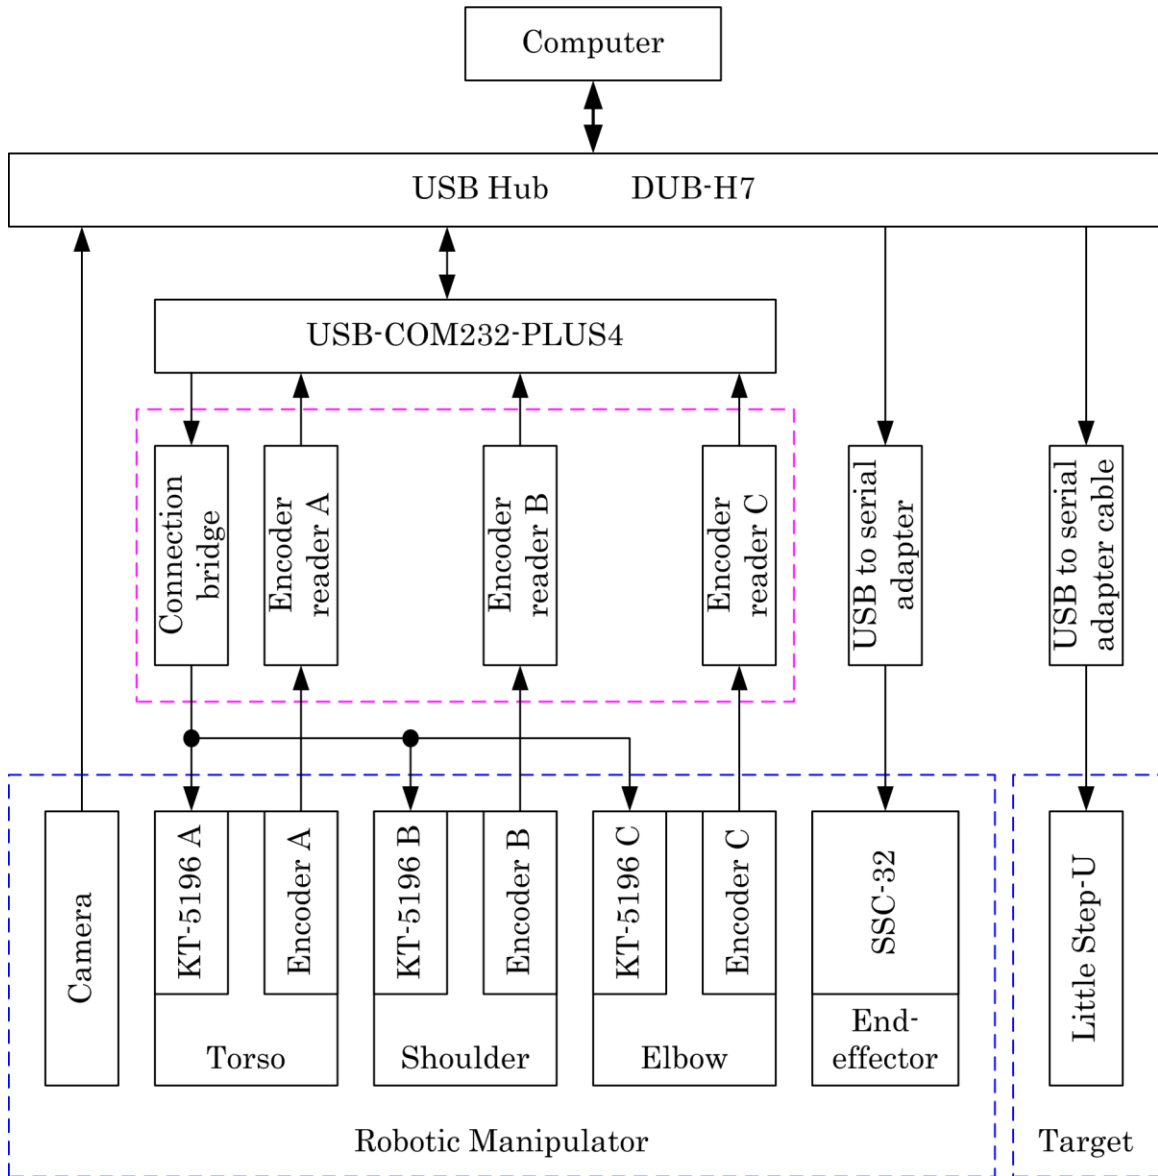 Computer
USB Hub DUB-H7
USB-COM232-PLUS4
Connection
bridge
Encoder
reader A
Encoder
reader B
Encoder
reader C
USB to serial
adapter
USB to serial
adapter cable
Camera
KT-5196 A
Encoder A
Torso
KT-5196 B
Encoder B
Shoulder
KT-5196 C
Encoder C
Elbow
SSC-32
End-
effector
Little Step-U
Robotic Manipulator
Target